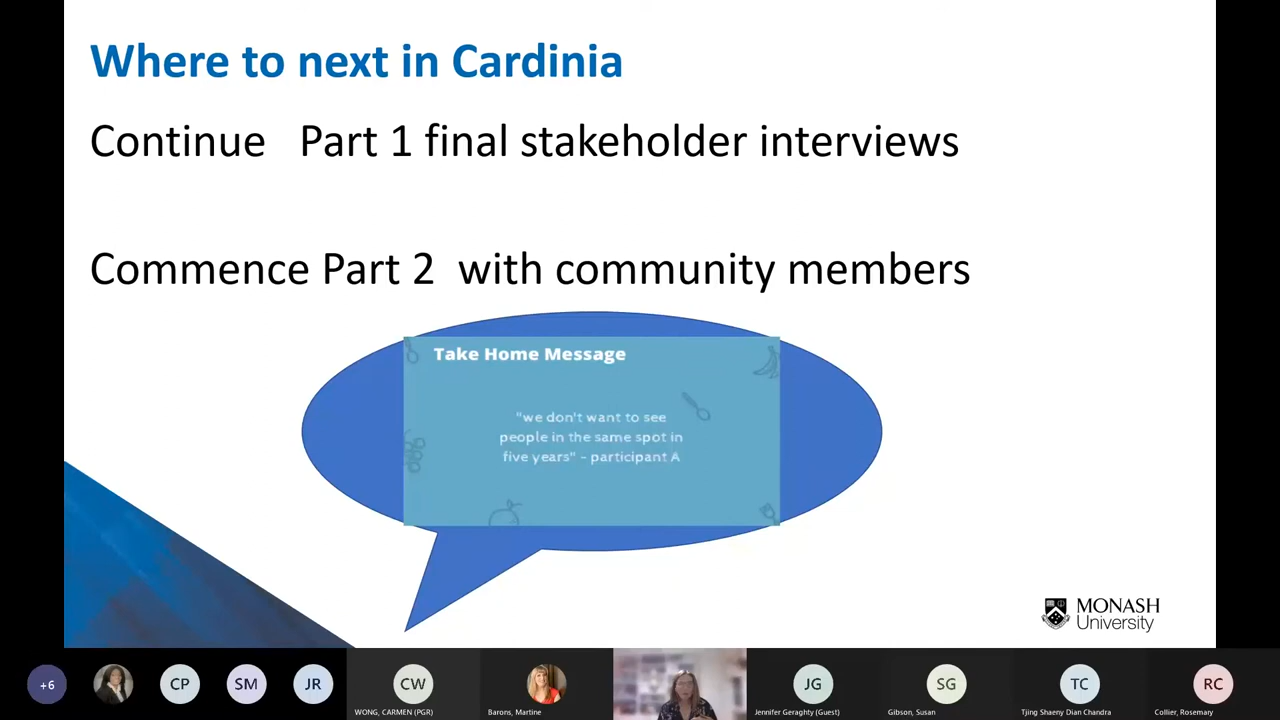 Where to next in Cardinia
Continue Part 1 final stakeholder interviews
Commence Part 2 with community members
Take Home Message
"we don't want to see
people in the same spot in
five years" - participant A
MONASH
University
+6
CP
SM
JR
CW
JG
SG
TC
RC
WONG, CARMEN (PGR)
Barons, Martine
Jennifer Geraghty (Guest)
Gibson, Susan
Tjing Shaeny Dian Chandra
Collier, Rosemary